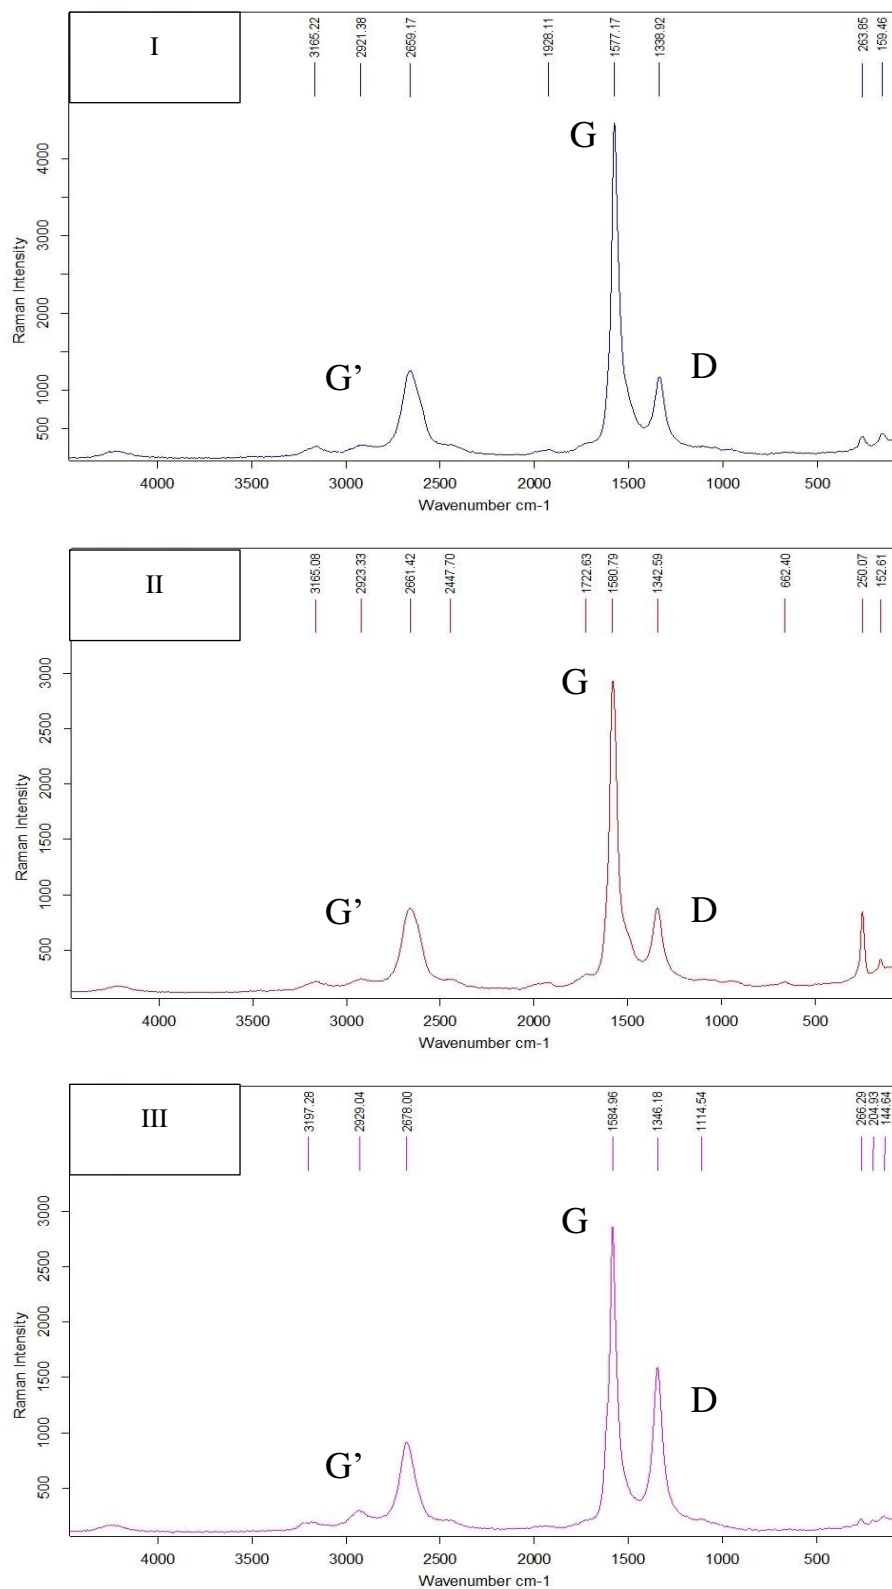 I
3165.22
2921.38
2659.17
1928.11
1577.17
1338.92
263.85
159.46
G
G’
D
Raman Intensity
4000
3000
2000
1000
500
4000 3500 3000 2500 2000 1500 1000 500
Wavenumber cm-1
II
3165.08
2923.33
2661.42
2447.70
1722.63
1580.79
1342.59
662.40
250.07
152.61
G
G’
D
Raman Intensity
3000
2500
2000
1500
1000
500
4000 3500 3000 2500 2000 1500 1000 500
Wavenumber cm-1
III
3197.28
2929.04
2678.00
1584.96
1346.18
1114.54
266.29
204.93
144.64
G
D
G’
Raman Intensity
3000
2500
2000
1500
1000
500
4000 3500 3000 2500 2000 1500 1000 500
Wavenumber cm-1